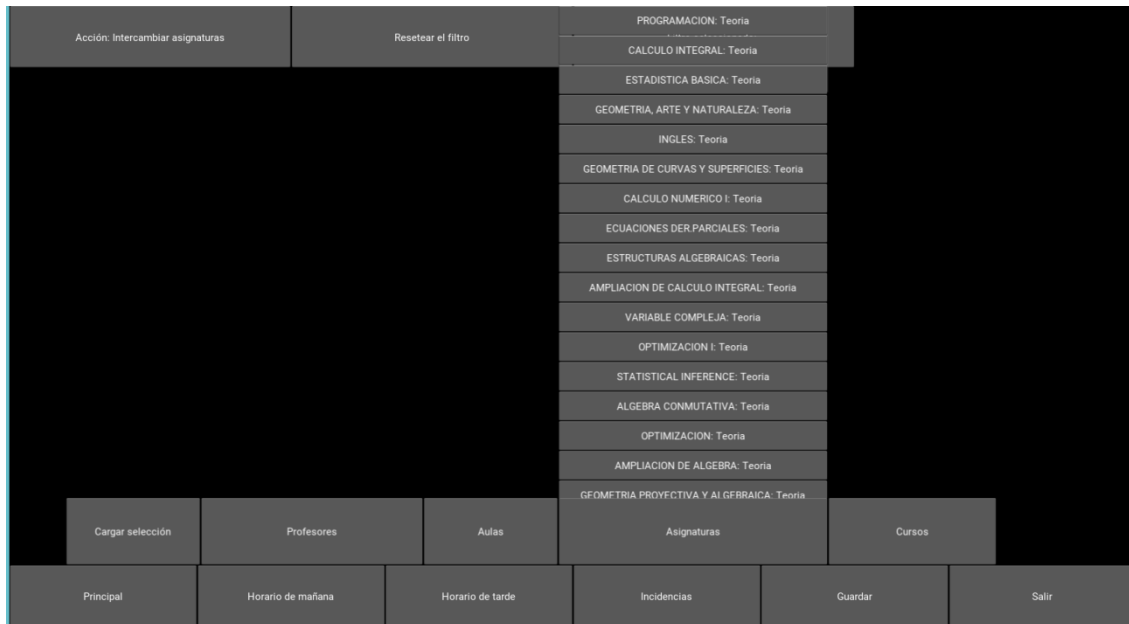 Acción: Intercambiar asignaturas
Resetear el filtro
PROGRAMACION: Teoria
CALCULO INTEGRAL: Teoria
ESTADISTICA BASICA: Teoria
GEOMETRIA, ARTE Y NATURALEZA: Teoria
INGLES: Teoria
GEOMETRIA DE CURVAS Y SUPERFICIES: Teoria
CALCULO NUMERICO I: Teoria
ECUACIONES DER.PARCIALES: Teoria
ESTRUCTURAS ALGEBRAICAS: Teoria
AMPLIACION DE CALCULO INTEGRAL: Teoria
VARIABLE COMPLEJA: Teoria
OPTIMIZACION I: Teoria
STATISTICAL INFERENCE: Teoria
ALGEBRA CONMUTATIVA: Teoria
OPTIMIZACION: Teoria
AMPLIACION DE ALGEBRA: Teoria
GEOMETRIA PROYECTIVA Y ALGEBRAICA: Teoria
Cargar selección
Profesores
Aulas
Asignaturas
Cursos
Principal
Horario de mañana
Horario de tarde
Incidencias
Guardar
Salir